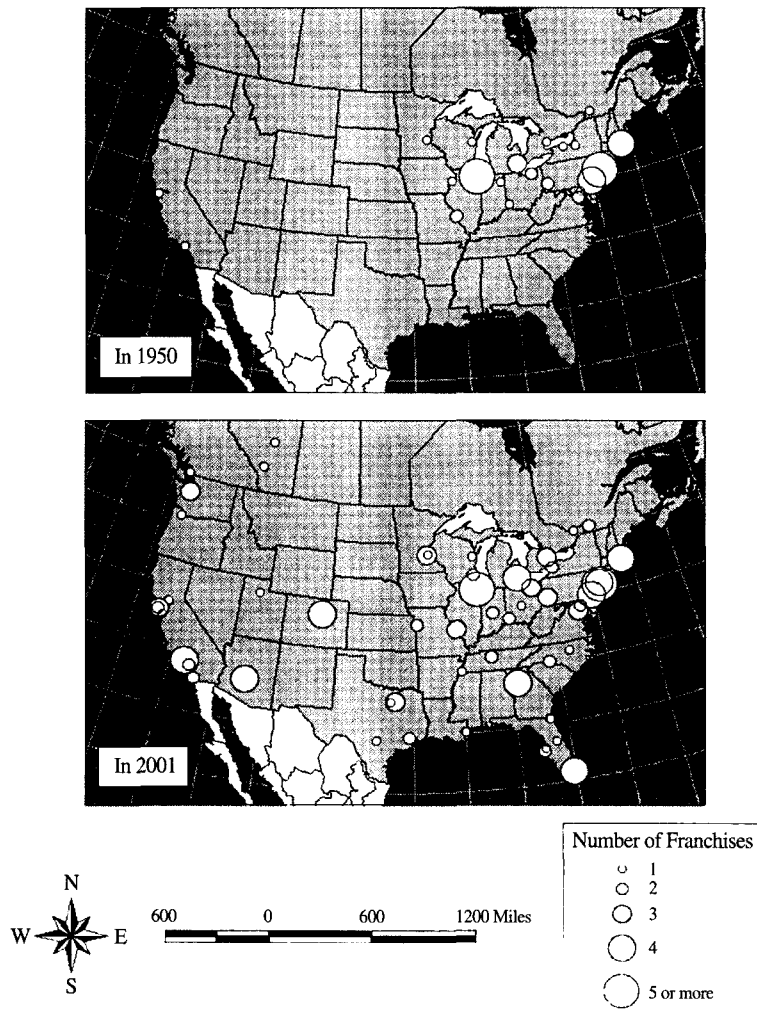 In 1950
In 2001
N
W E
S
600 0 600 1200 Miles
Number of Franchises
1
2
3
4
5 or more